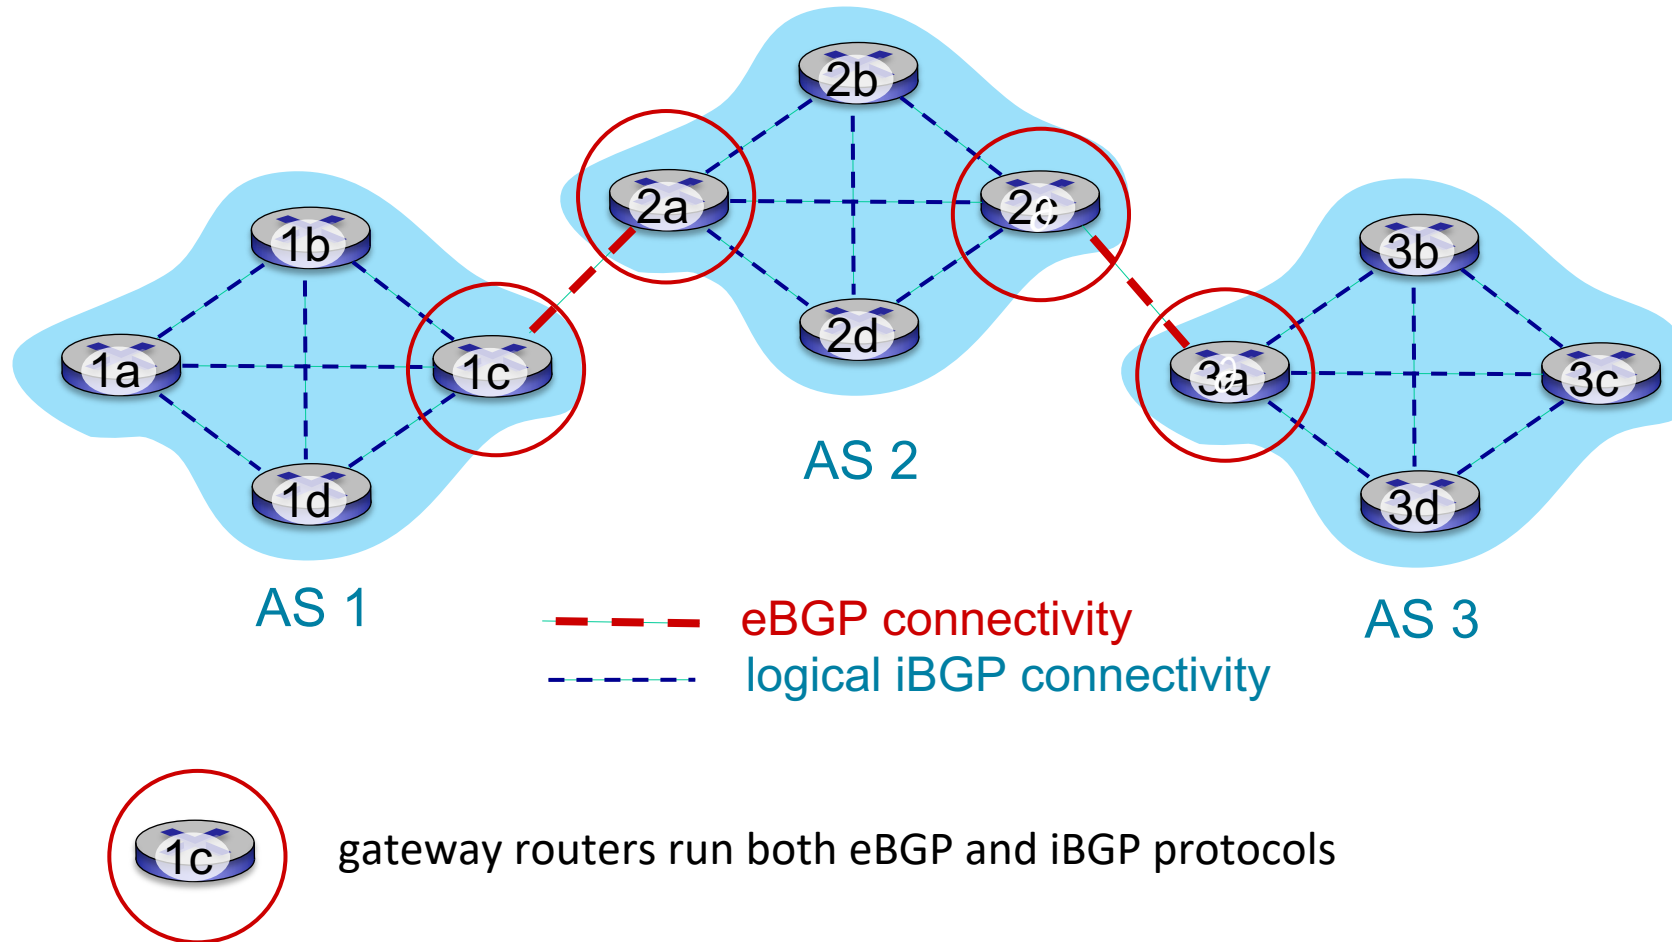 2b
2a
2c
1b
3b
2d
1a
1c
3a
3c
AS 2
1d
3d
AS 1
eBGP connectivity
AS 3
logical iBGP connectivity
1c
gateway routers run both eBGP and iBGP protocols